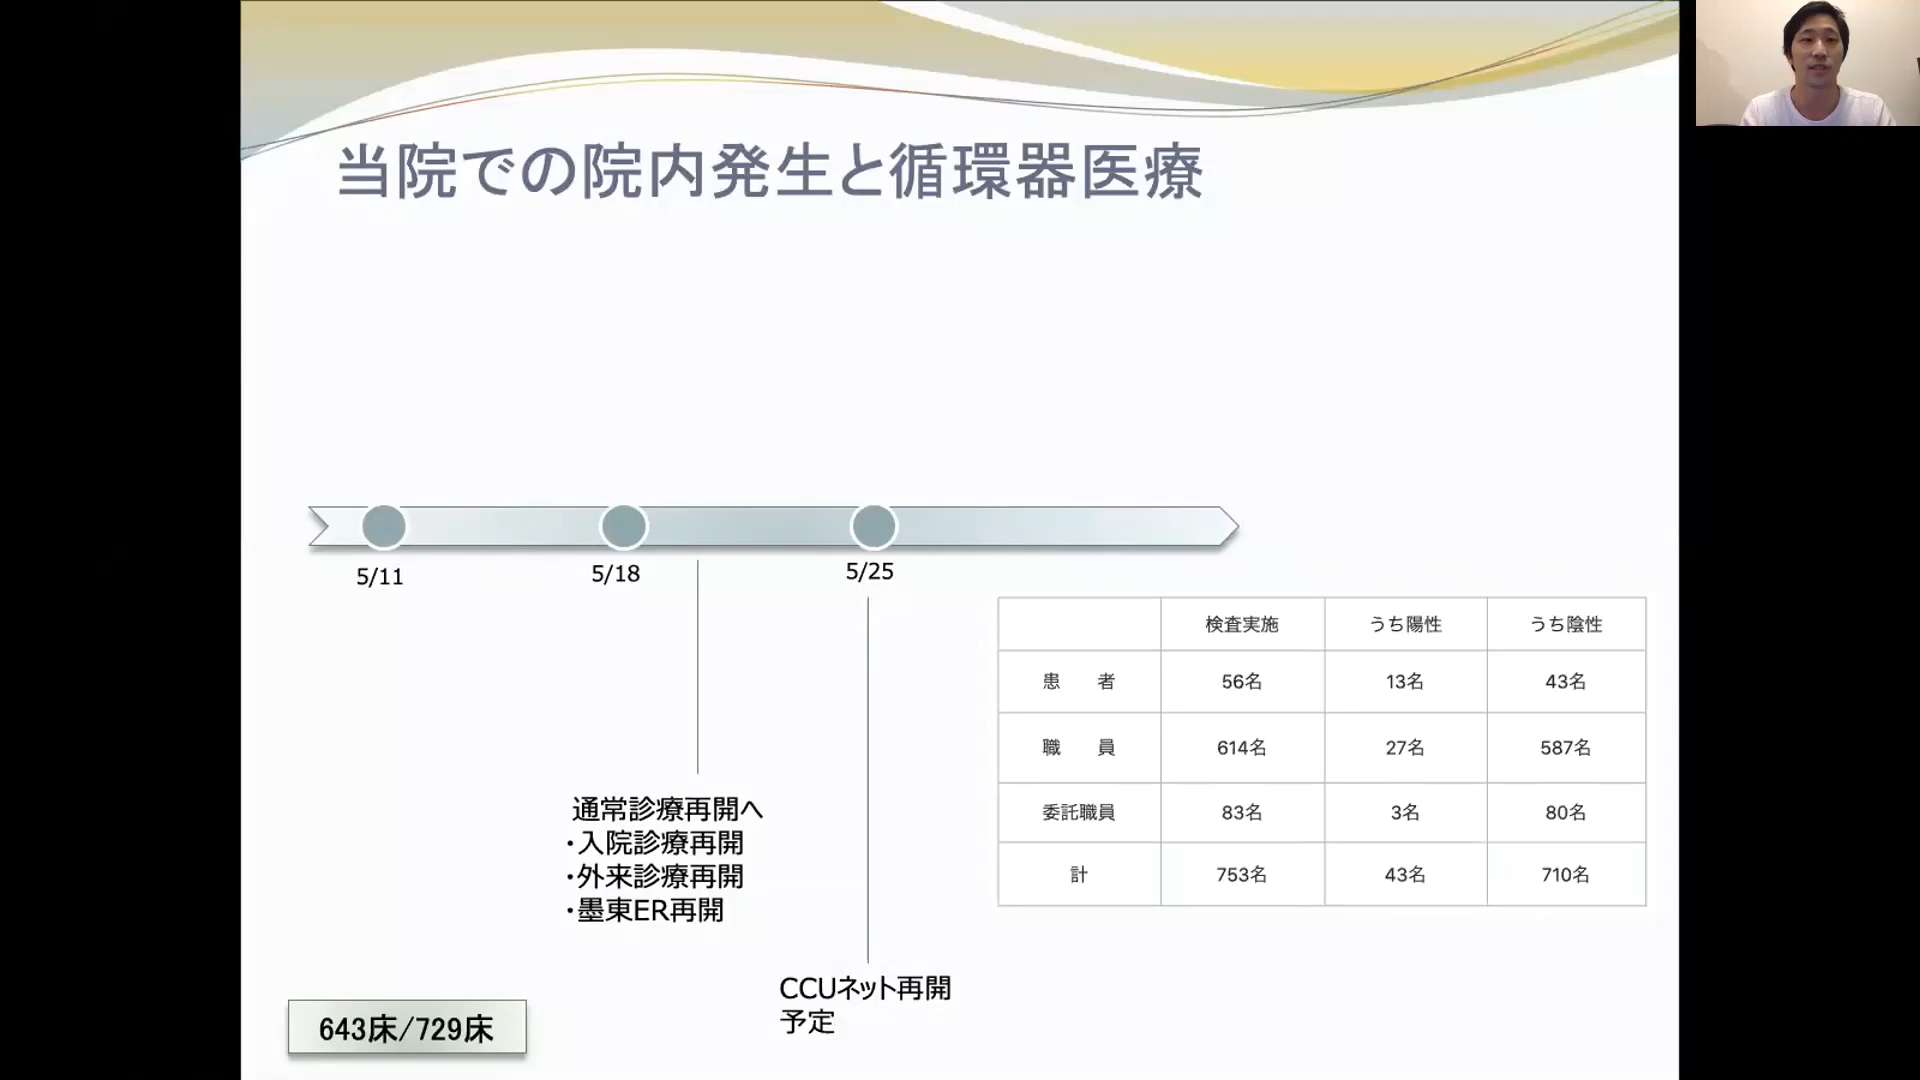 当院での院内発生と循環器医療
5/11
5/18
5/25
検査実施 うち陽性 うち陰性
患　者 56名 13名 43名
職　員 614名 27名 587名
委託職員 83名 3名 80名
計 753名 43名 710名
通常診療再開へ
・入院診療再開
・外来診療再開
・墨東ER再開
CCUネット再開
予定
643床/729床